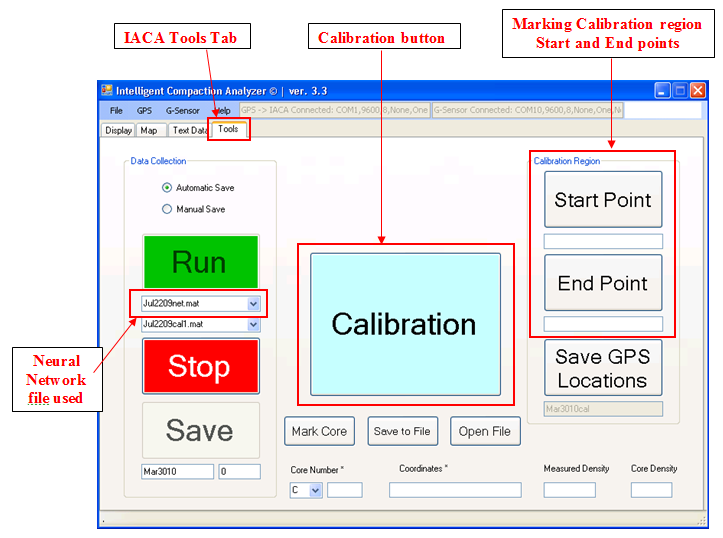 IACA Tools Tab
Calibration button
Marking Calibration region
Start and End points
Intelligent Compaction Analyzer © | ver. 3.3
File GPS G-Sensor Help GPS -> IACA Connected: COM1,9600,8,None,One G-Sensor Connected: COM10,9600,8,None,One,N
Display Map Text Data Tools
Data Collection
Automatic Save
Manual Save
Run
Jul2209net.mat
Jul2209cal1.mat
Stop
Save
Mar3010 0
Neural
Network
file used
Calibration
Mark Core Save to File Open File
Calibration Region
Start Point
End Point
Save GPS
Locations
Mar3010cal
Core Number * Coordinates * Measured Density Core Density
C